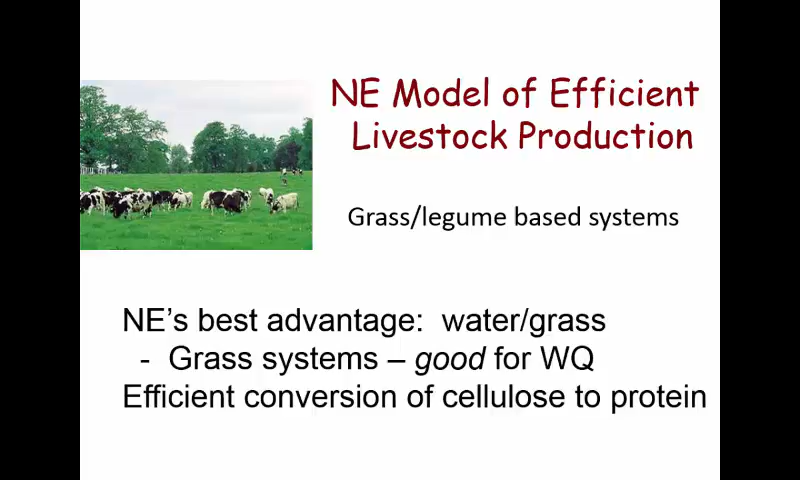 NE Model of Efficient
Livestock Production
Grass/legume based systems
NE's best advantage:  water/grass
-  Grass systems – good for WQ
Efficient conversion of cellulose to protein